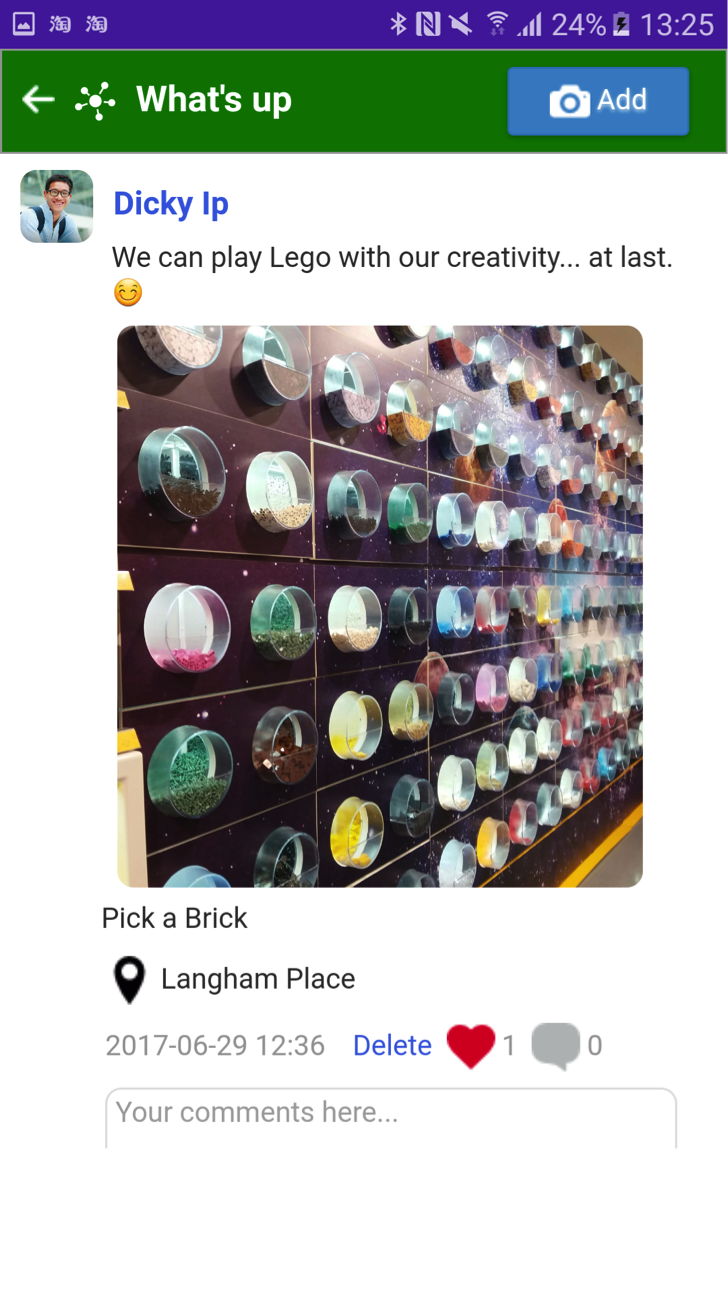 淘 淘 24% 13:25
What's up Add
Dicky Ip
We can play Lego with our creativity... at last.
😊
Pick a Brick
Langham Place
2017-06-29 12:36 Delete 1 0
Your comments here...